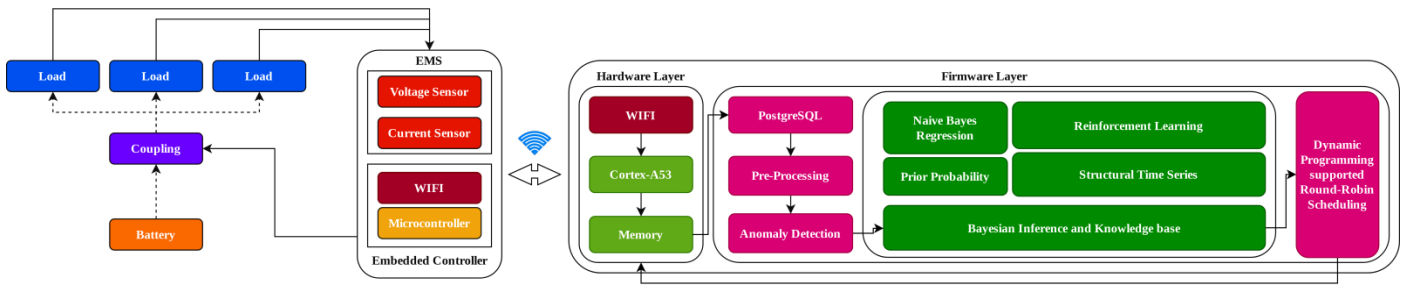 Load
Load
Load
Coupling
Battery
EMS
Voltage Sensor
Current Sensor
WIFI
Microcontroller
Embedded Controller
Hardware Layer
WIFI
Cortex-A53
Memory
Firmware Layer
PostgreSQL
Pre-Processing
Anomaly Detection
Naive Bayes
Regression
Reinforcement Learning
Prior Probability
Structural Time Series
Bayesian Inference and Knowledge base
Dynamic
Programming
supported
Round-Robin
Scheduling